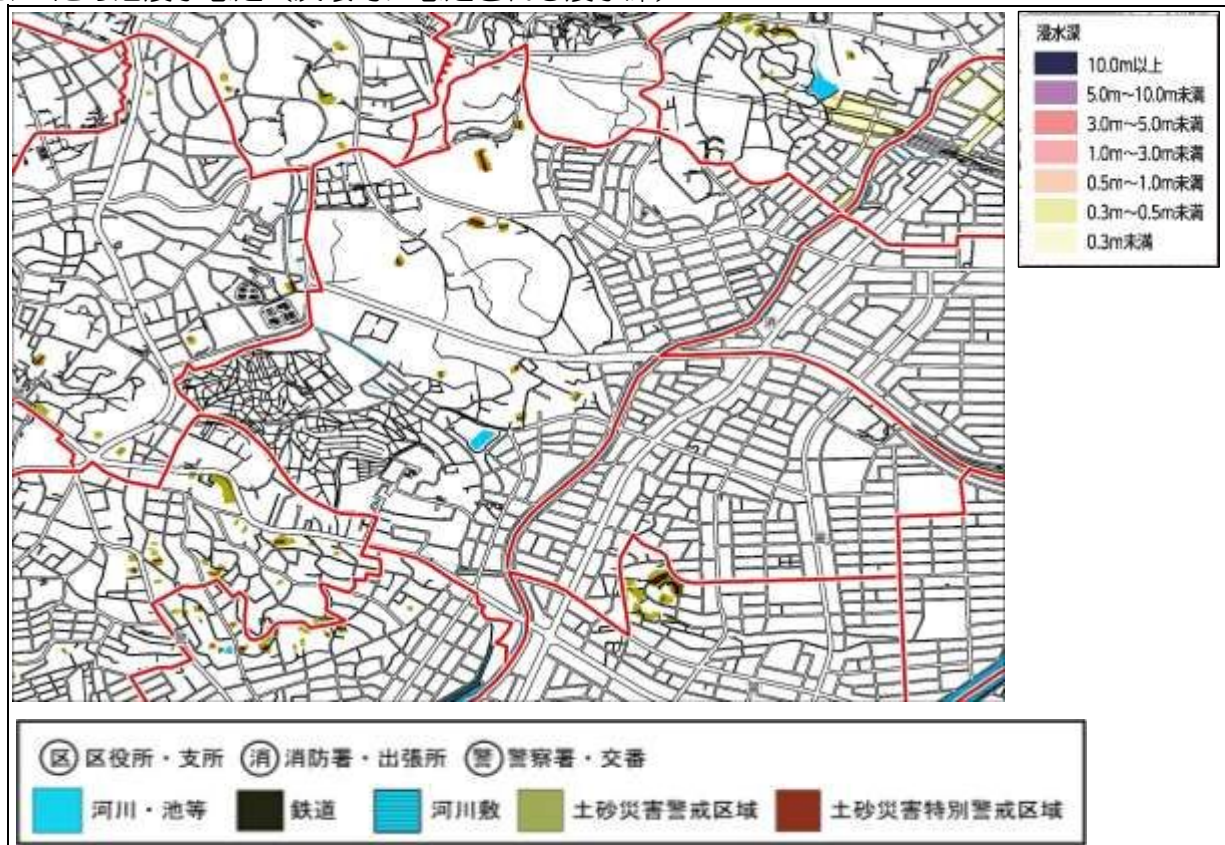 浸水深
10.0m以上
5.0m～10.0m未満
3.0m～5.0m未満
1.0m～3.0m未満
0.5m～1.0m未満
0.3m～0.5m未満
0.3m未満
消
区 区役所・支所 消 消防署・出張所 警 警察署・交番
河川・池等 鉄道 河川敷 土砂災害警戒区域 土砂災害特別警戒区域